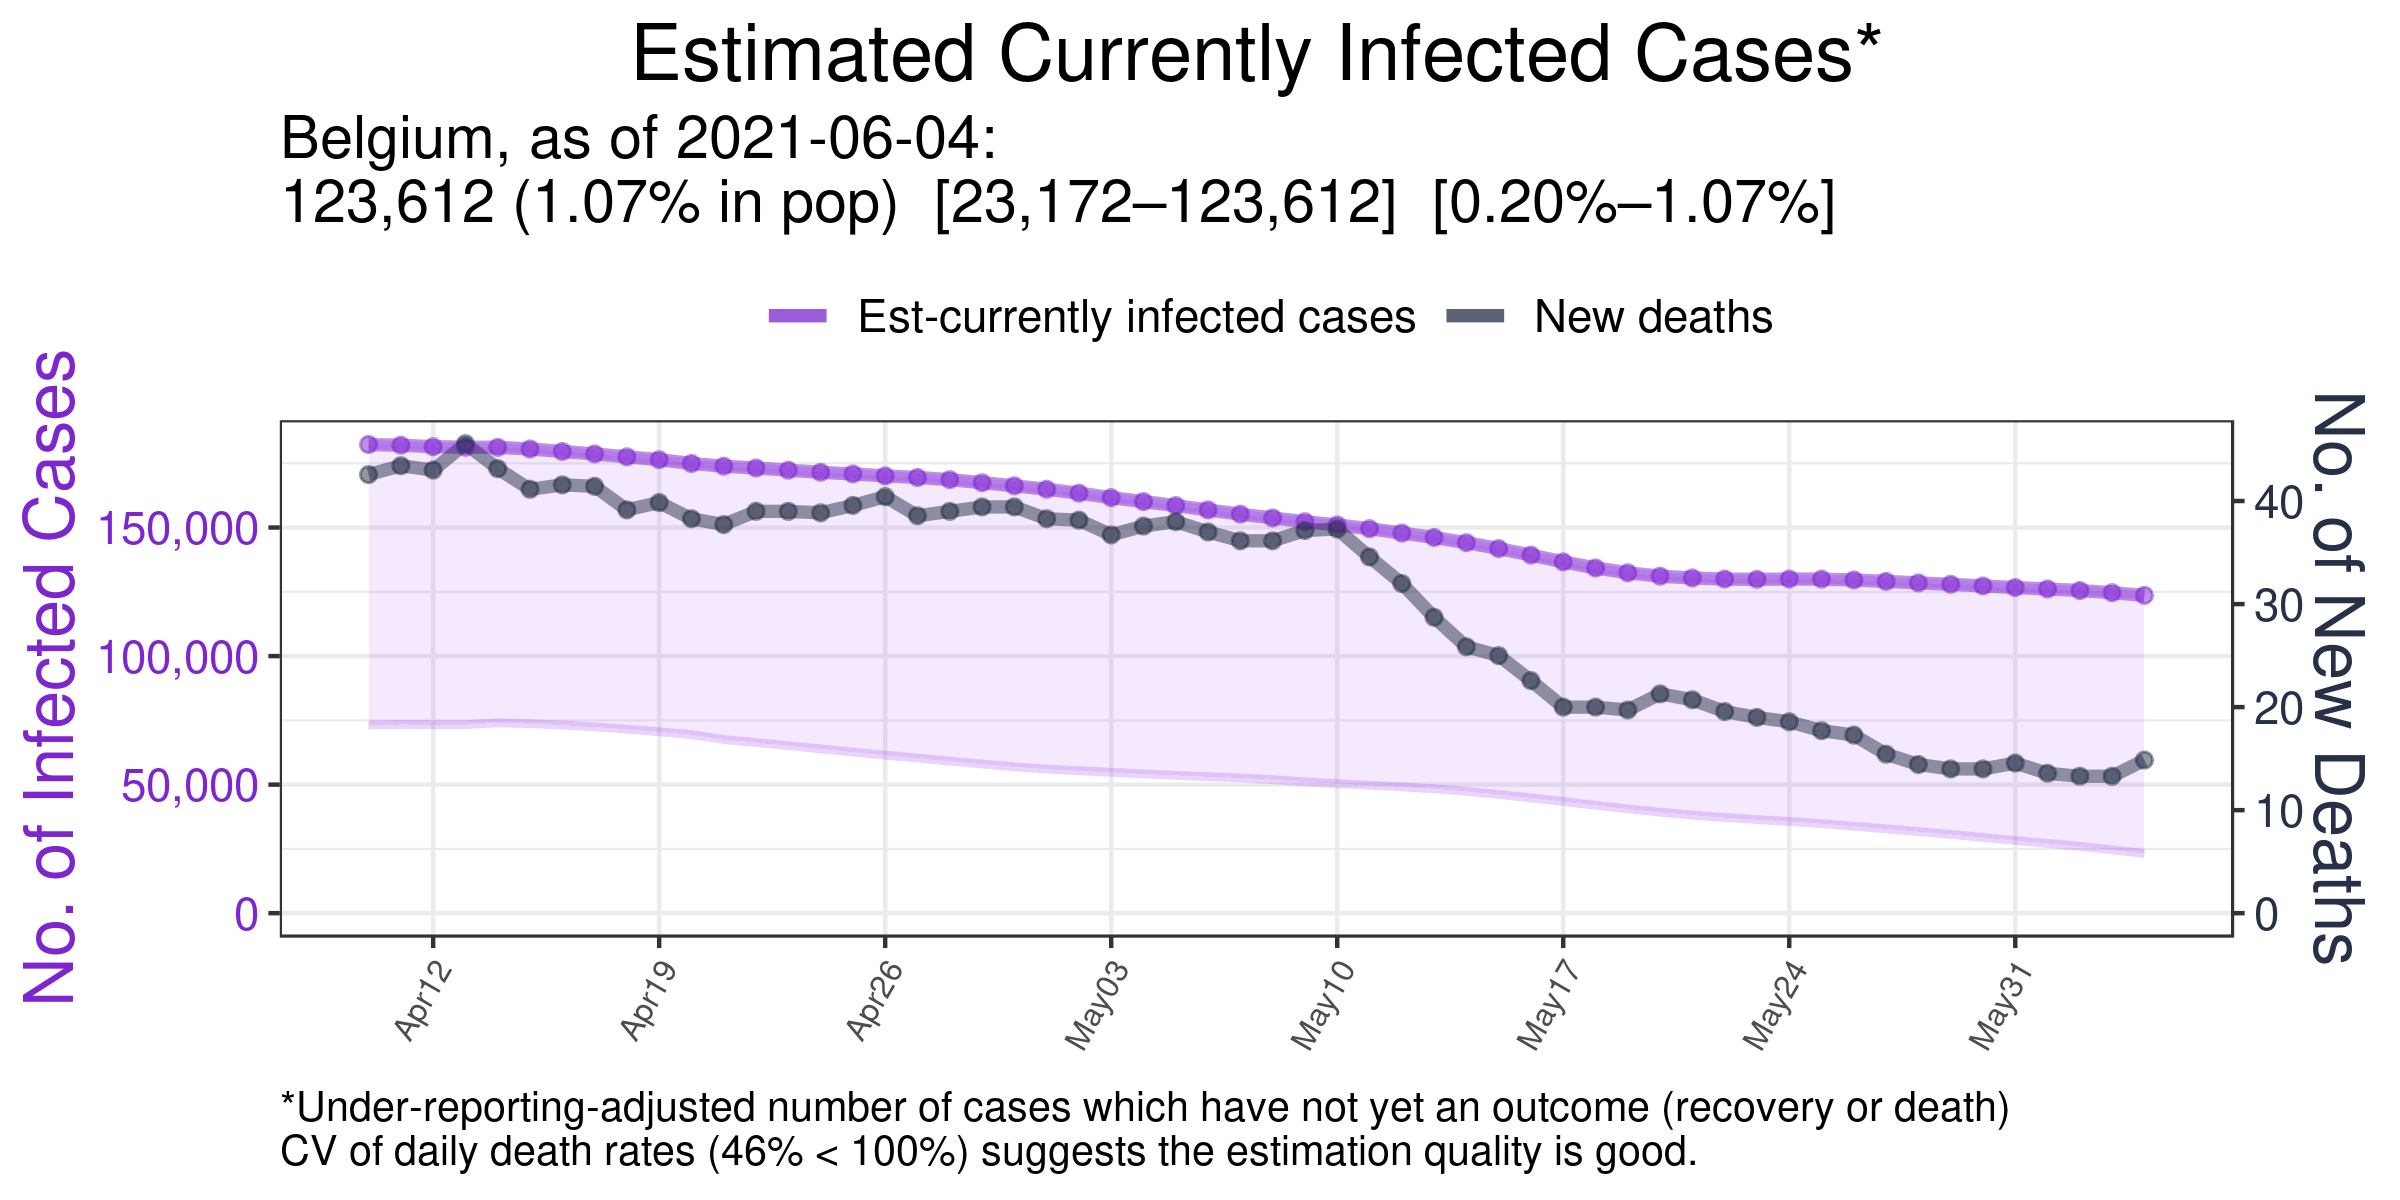 Estimated Currently Infected Cases*
Belgium, as of 2021-06-04:
123,612 (1.07% in pop) [23,172–123,612] [0.20%–1.07%]
Est-currently infected cases New deaths
No. of Infected Cases
150,000
100,000
50,000
0
No. of New Deaths
40
30
20
10
0
Apr12 Apr19 Apr26 May03 May10 May17 May24 May31
*Under-reporting-adjusted number of cases which have not yet an outcome (recovery or death)
CV of daily death rates (46% < 100%) suggests the estimation quality is good.